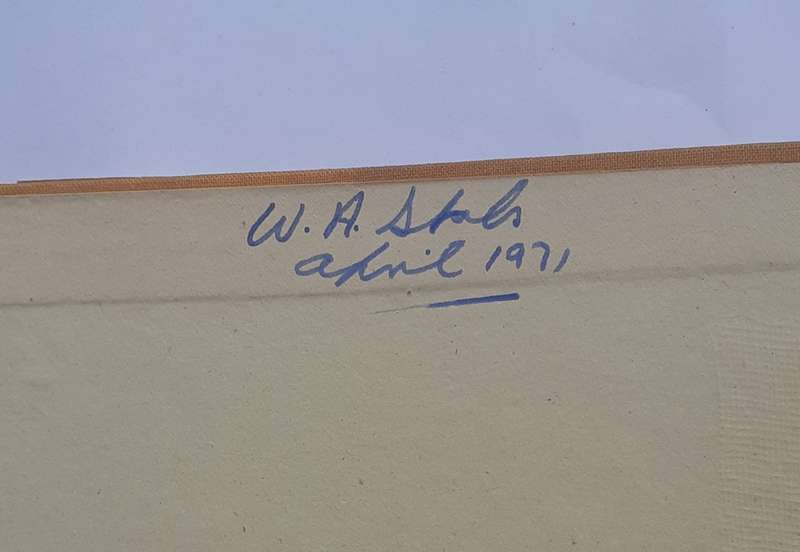 W. A. Stals
April 1971